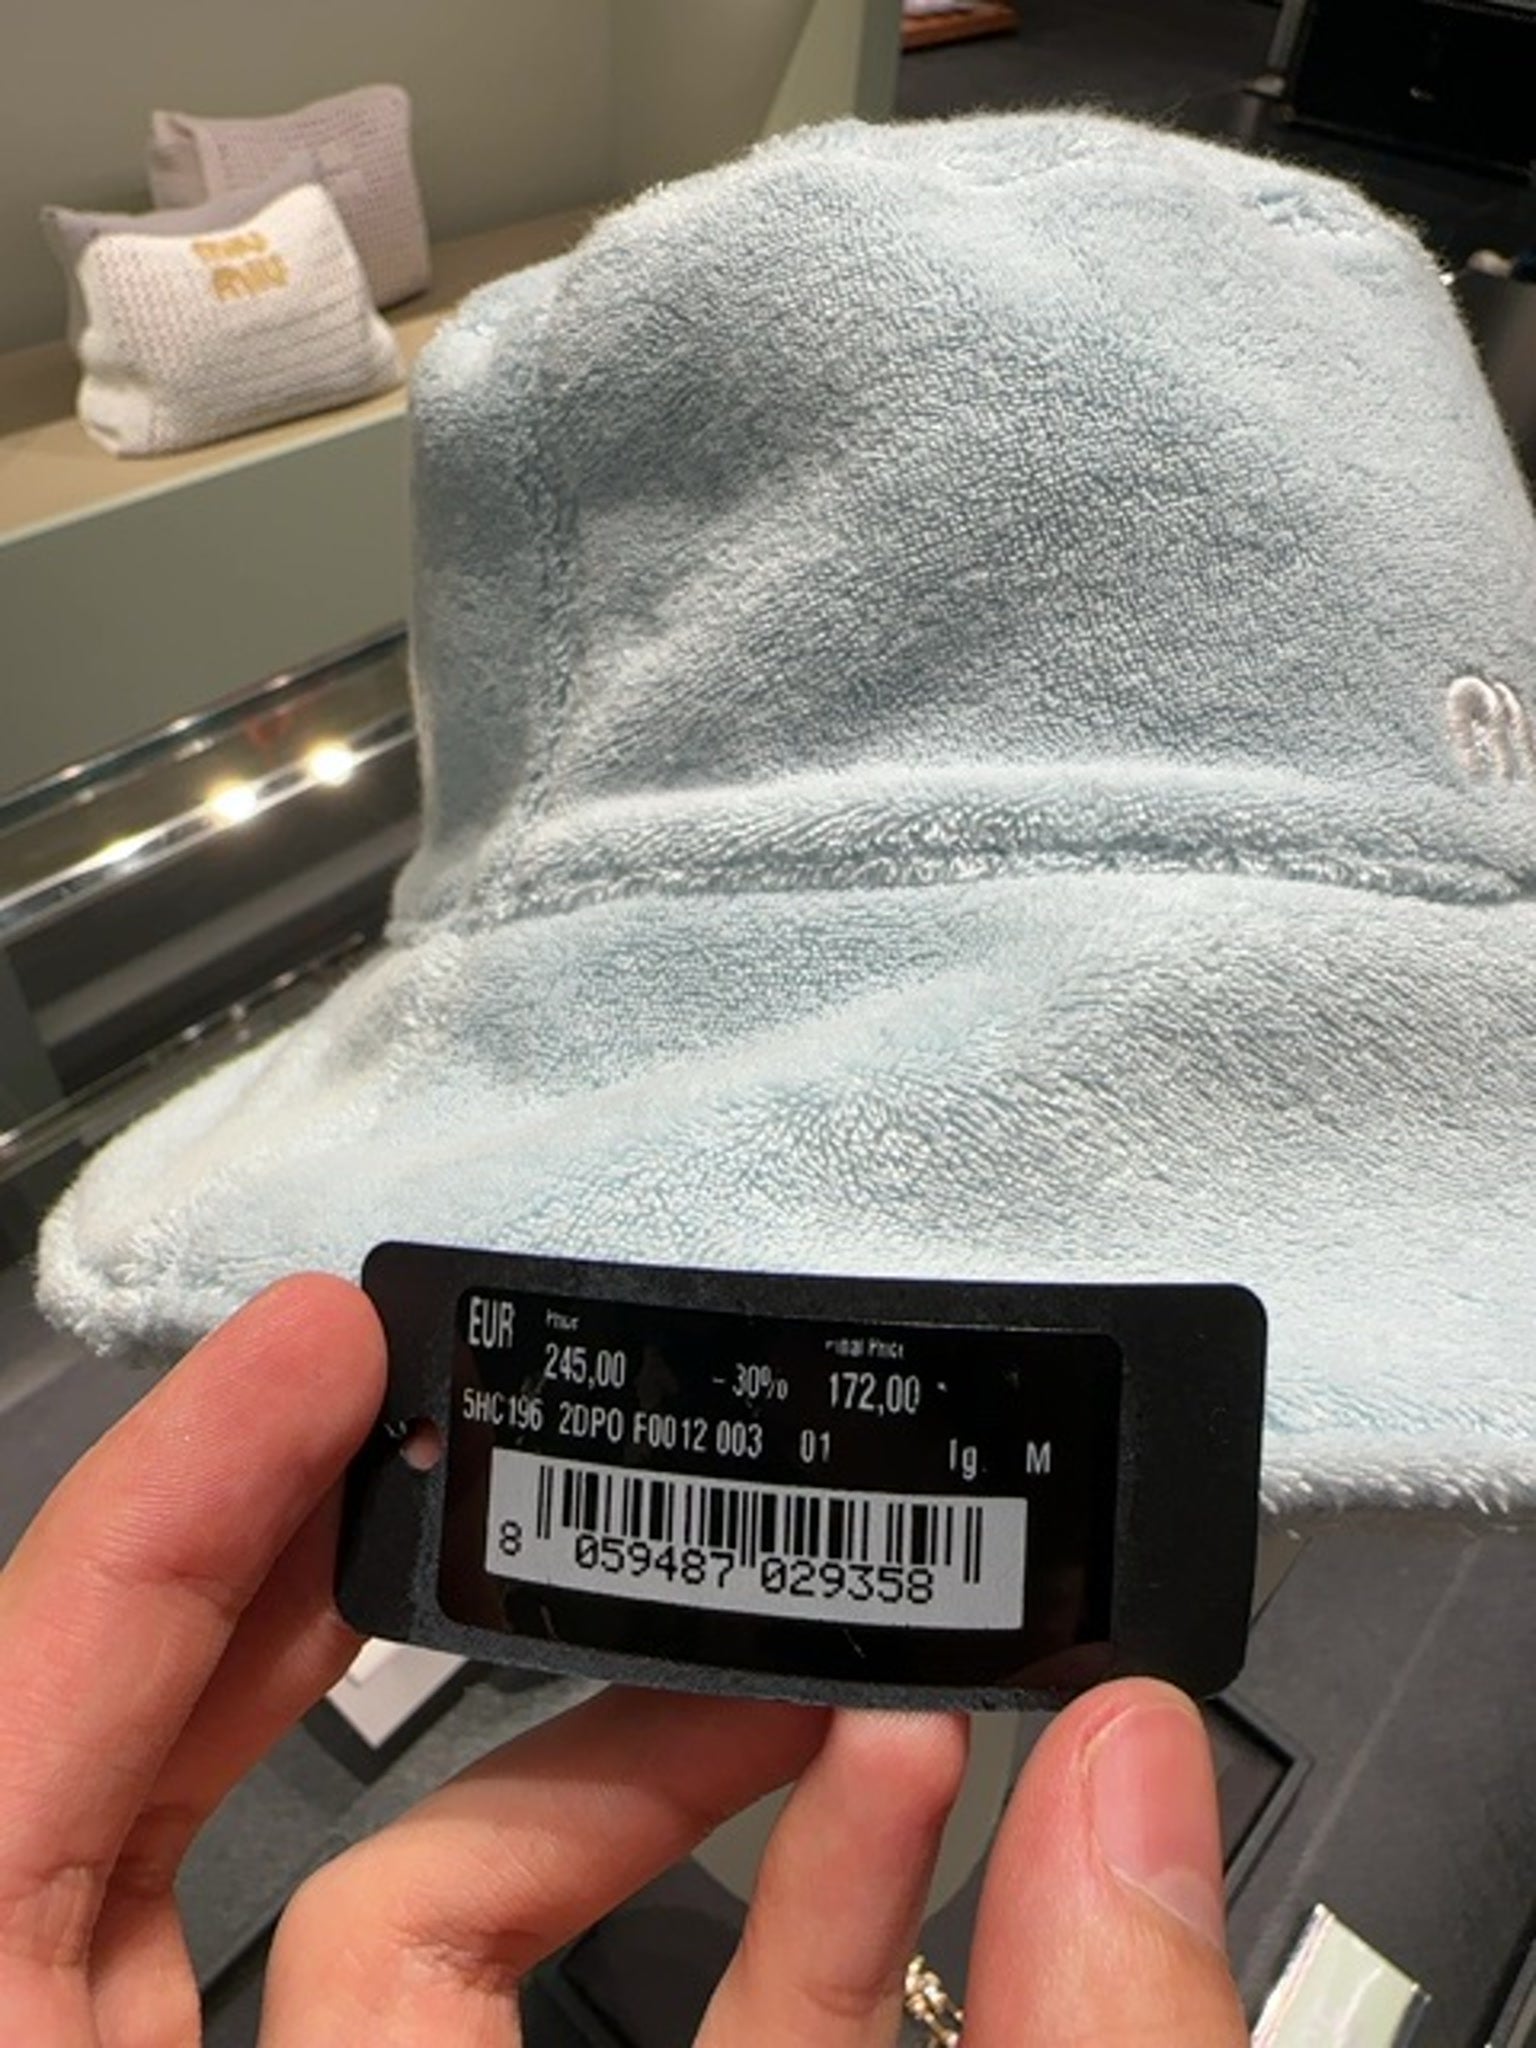 miu
miu
EUR
Price
Final Price
245,00 -30% 172,00
5HC196 2DPO F0012 003 01 Tg. M
8 059487 029358